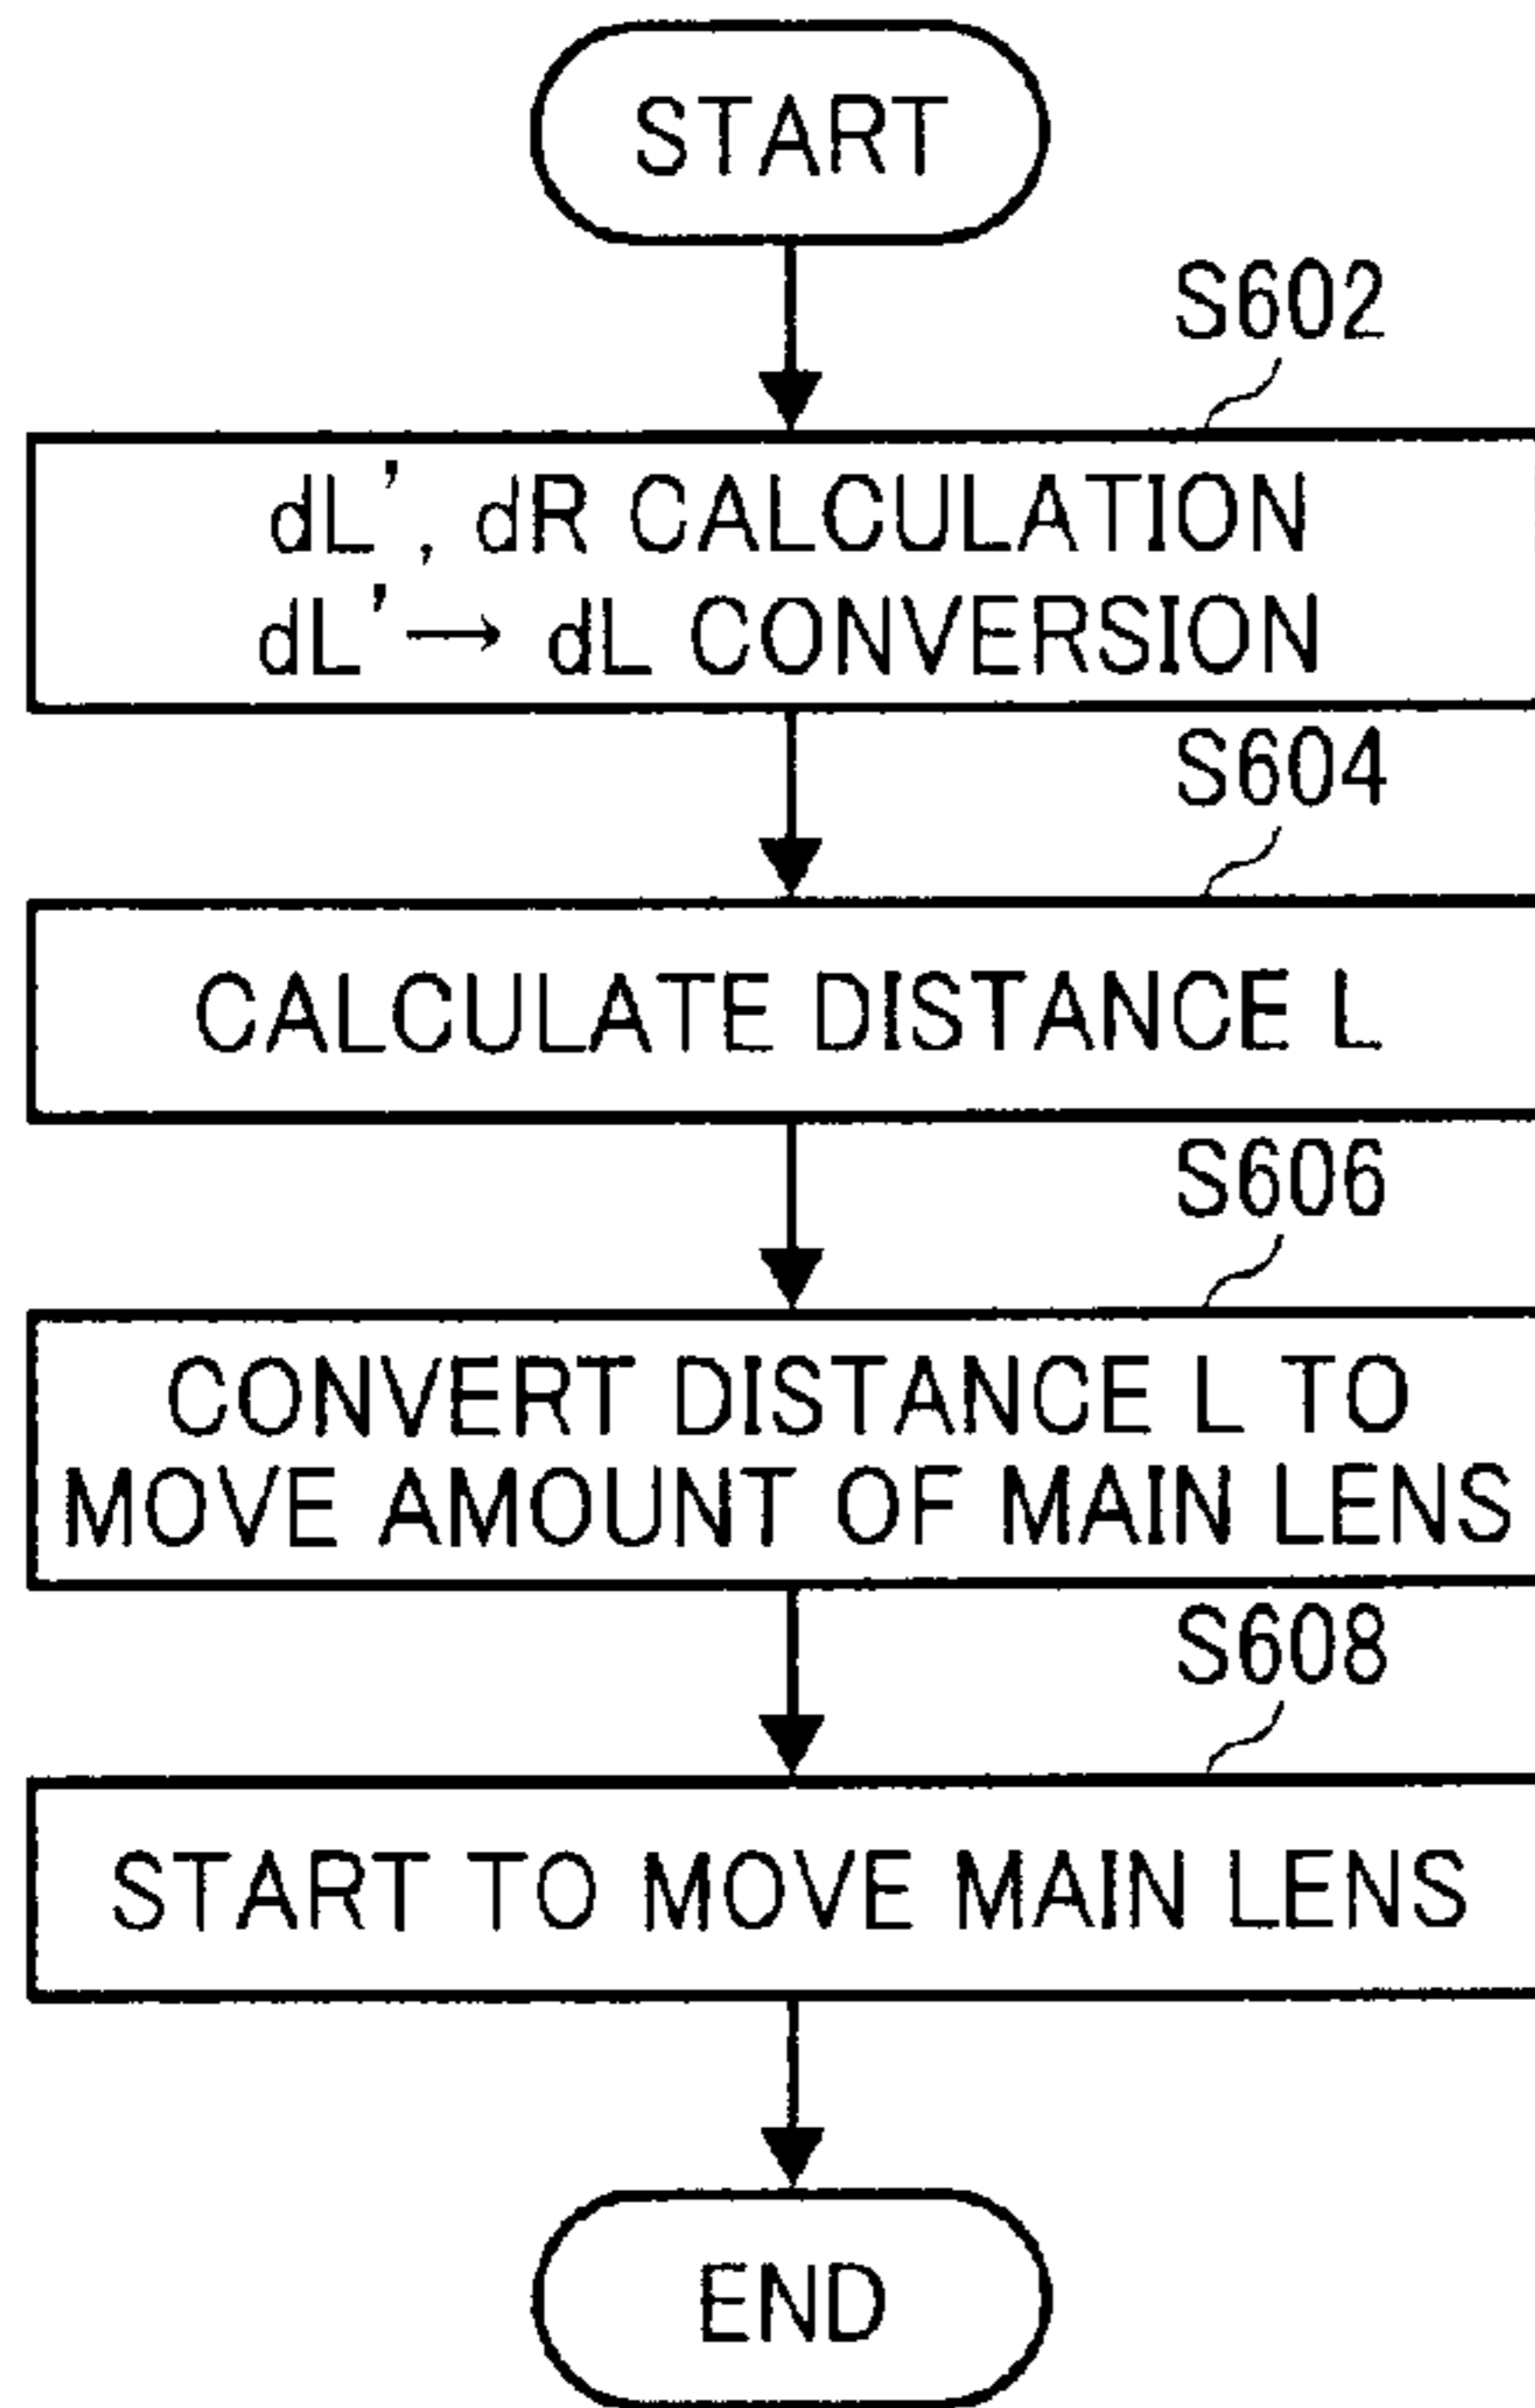 START
S602
dL', dR CALCULATION
dL'→ dL CONVERSION
S604
CALCULATE DISTANCE L
S606
CONVERT DISTANCE L TO
MOVE AMOUNT OF MAIN LENS
S608
START TO MOVE MAIN LENS
END